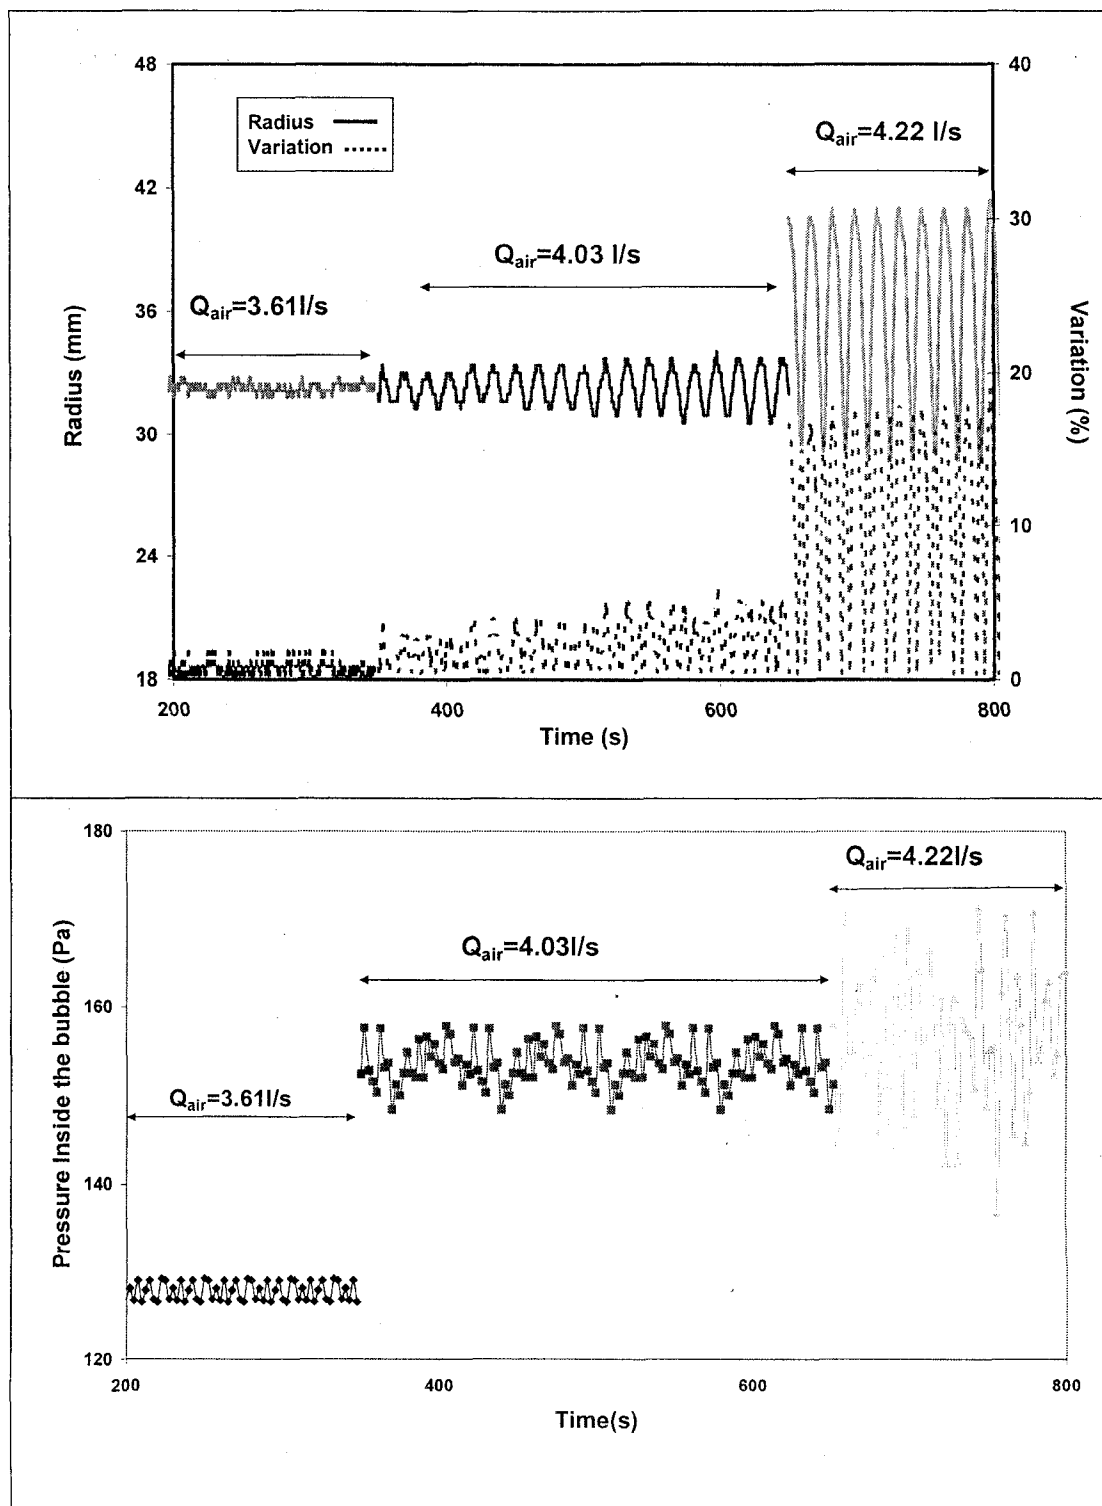 48
40
Radius
Variation
Q_air=4.22 l/s
42
30
Q_air=4.03 l/s
36
Q_air=3.61l/s
Radius (mm)
Variation (%)
20
30
10
24
18
0
200
400
600
800
Time (s)
180
Q_air=4.22l/s
170
Q_air=4.03l/s
Pressure Inside the bubble (Pa)
160
Q_air=3.61l/s
140
120
200
400
600
800
Time(s)